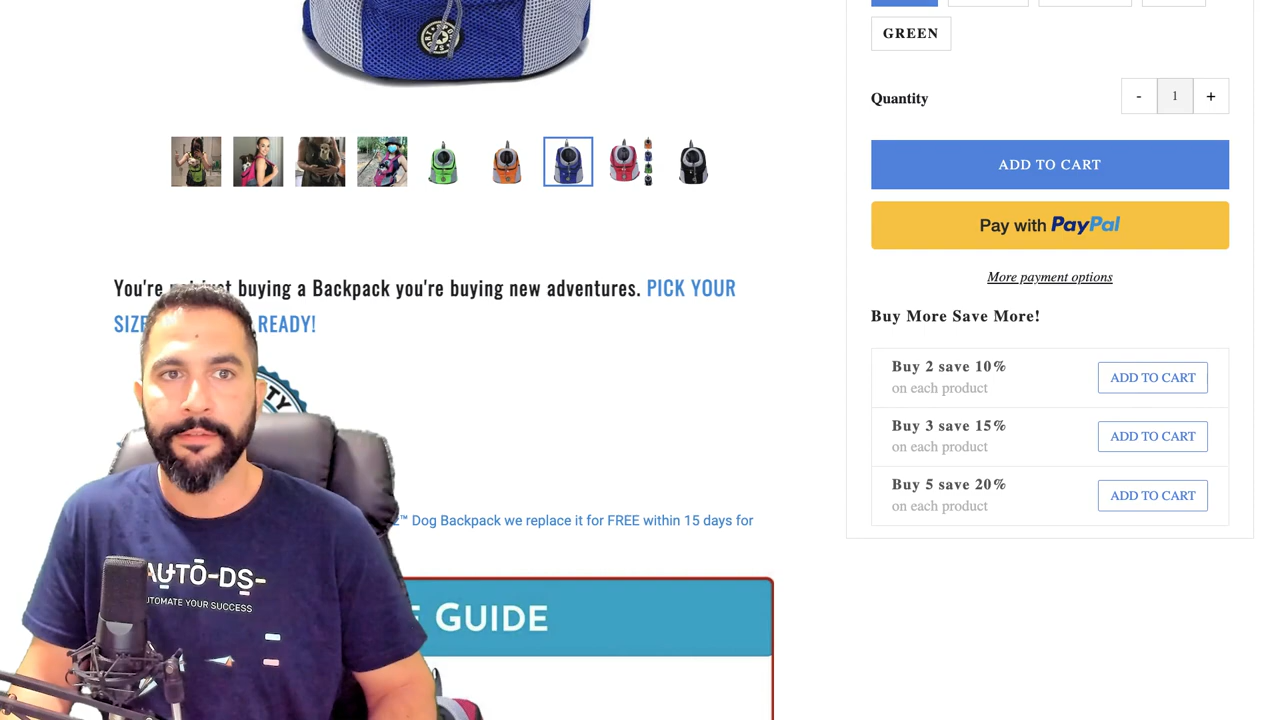 GREEN
Quantity
- 1 +
ADD TO CART
Pay with PayPal
More payment options
Buy More Save More!
Buy 2 save 10%
on each product
ADD TO CART
Buy 3 save 15%
on each product
ADD TO CART
Buy 5 save 20%
on each product
ADD TO CART
You're buying a Backpack you're buying new adventures. PICK YOUR
READY!
™ Dog Backpack we replace it for FREE within 15 days for
GUIDE
AUTO-DS-
AUTOMATE YOUR SUCCESS